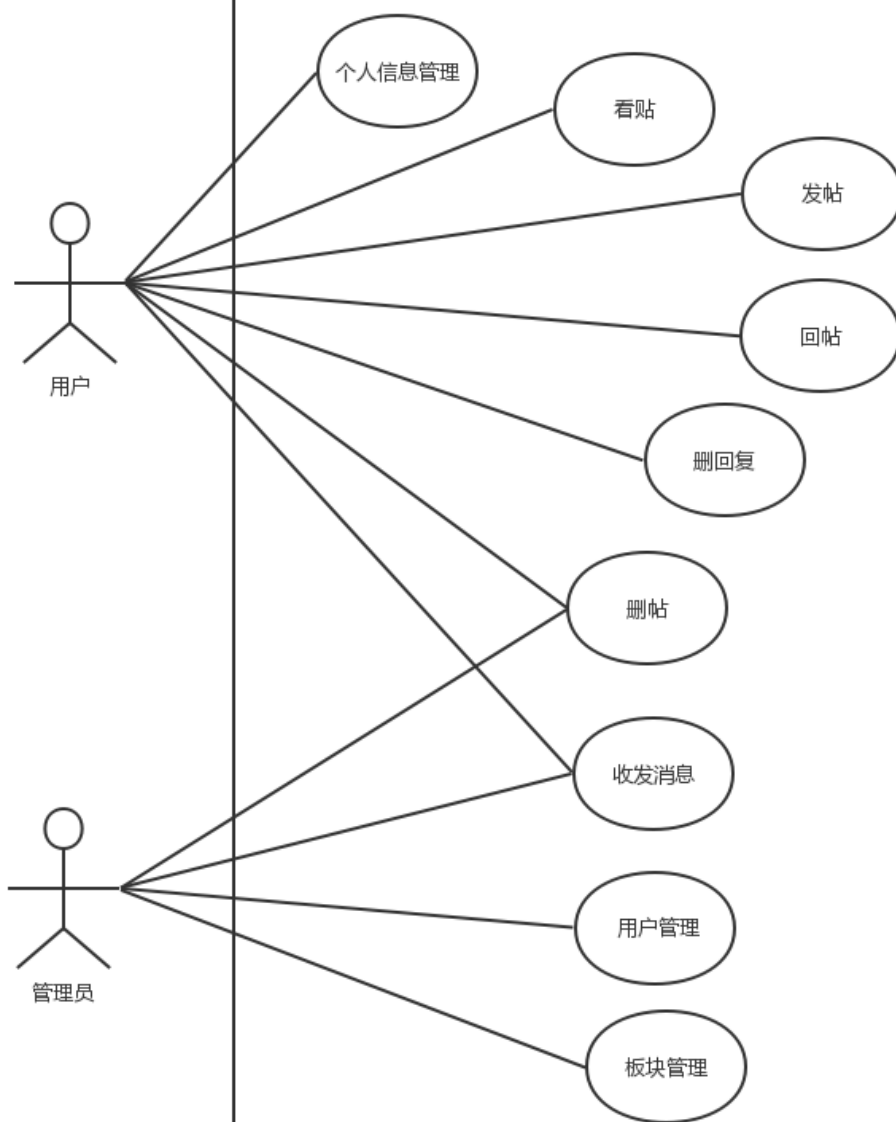 个人信息管理
看贴
发帖
回帖
用户
删回复
删帖
收发消息
用户管理
管理员
板块管理